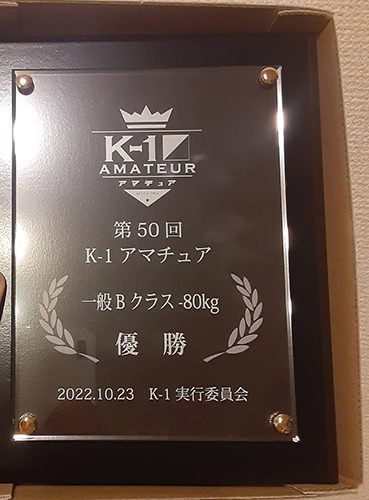 K-1
AMATEUR
アマチュア
第50回
K-1 アマチュア
一般Bクラス-80kg
優勝
2022.10.23 K-1実行委員会